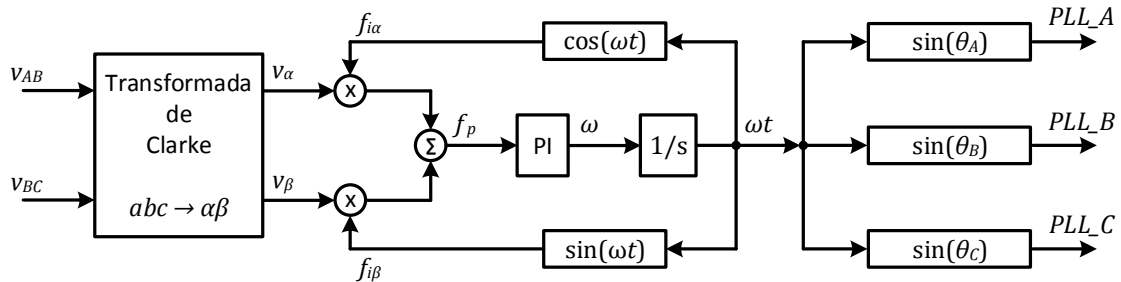 v_AB
v_BC
Transformada
de
Clarke
abc → αβ
v_α
v_β
f_iα
f_iβ
x
x
Σ
f_p
PI
ω
1/s
ωt
cos(ωt)
sin(ωt)
sin(θ_A)
sin(θ_B)
sin(θ_C)
PLL_A
PLL_B
PLL_C